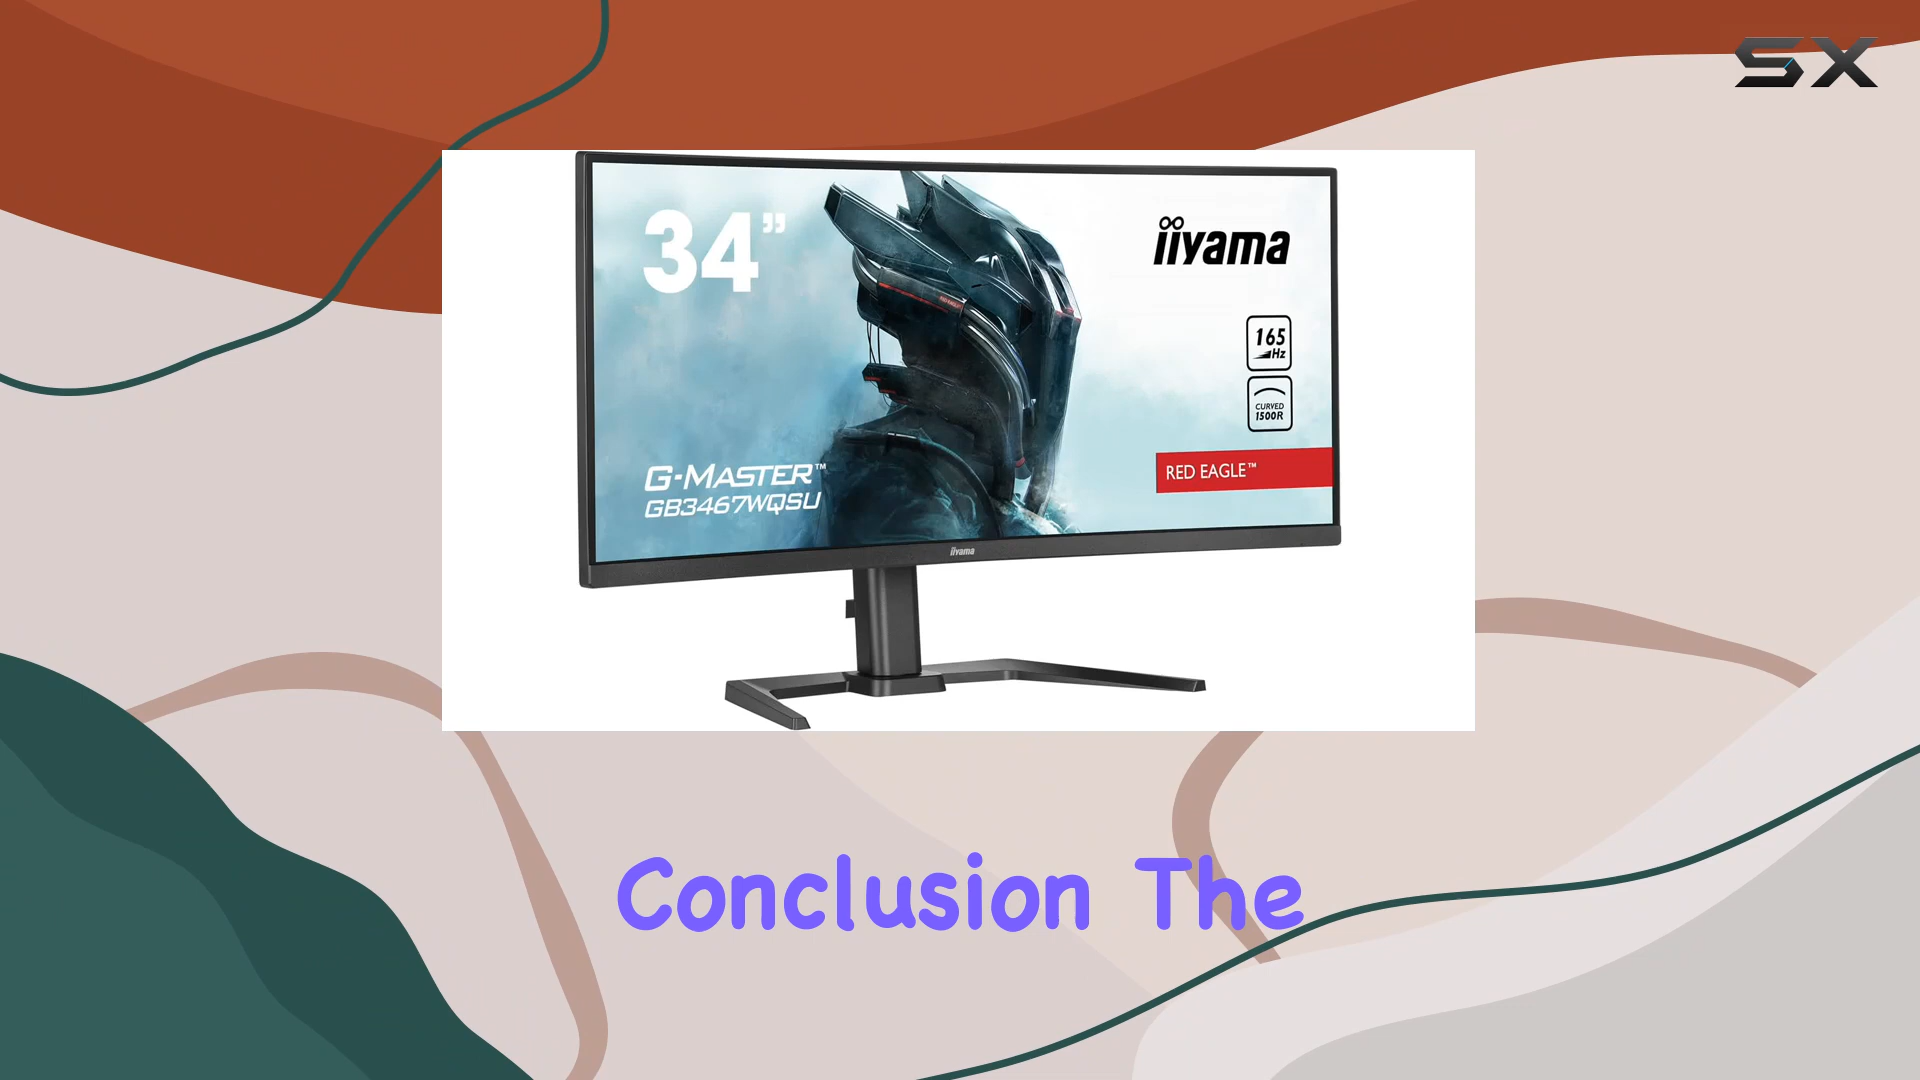 SX
34”
iiyama
165
Hz
CURVED
1500R
G-MASTER™
GB3467WQSU
RED EAGLE™
iiyama
Conclusion The